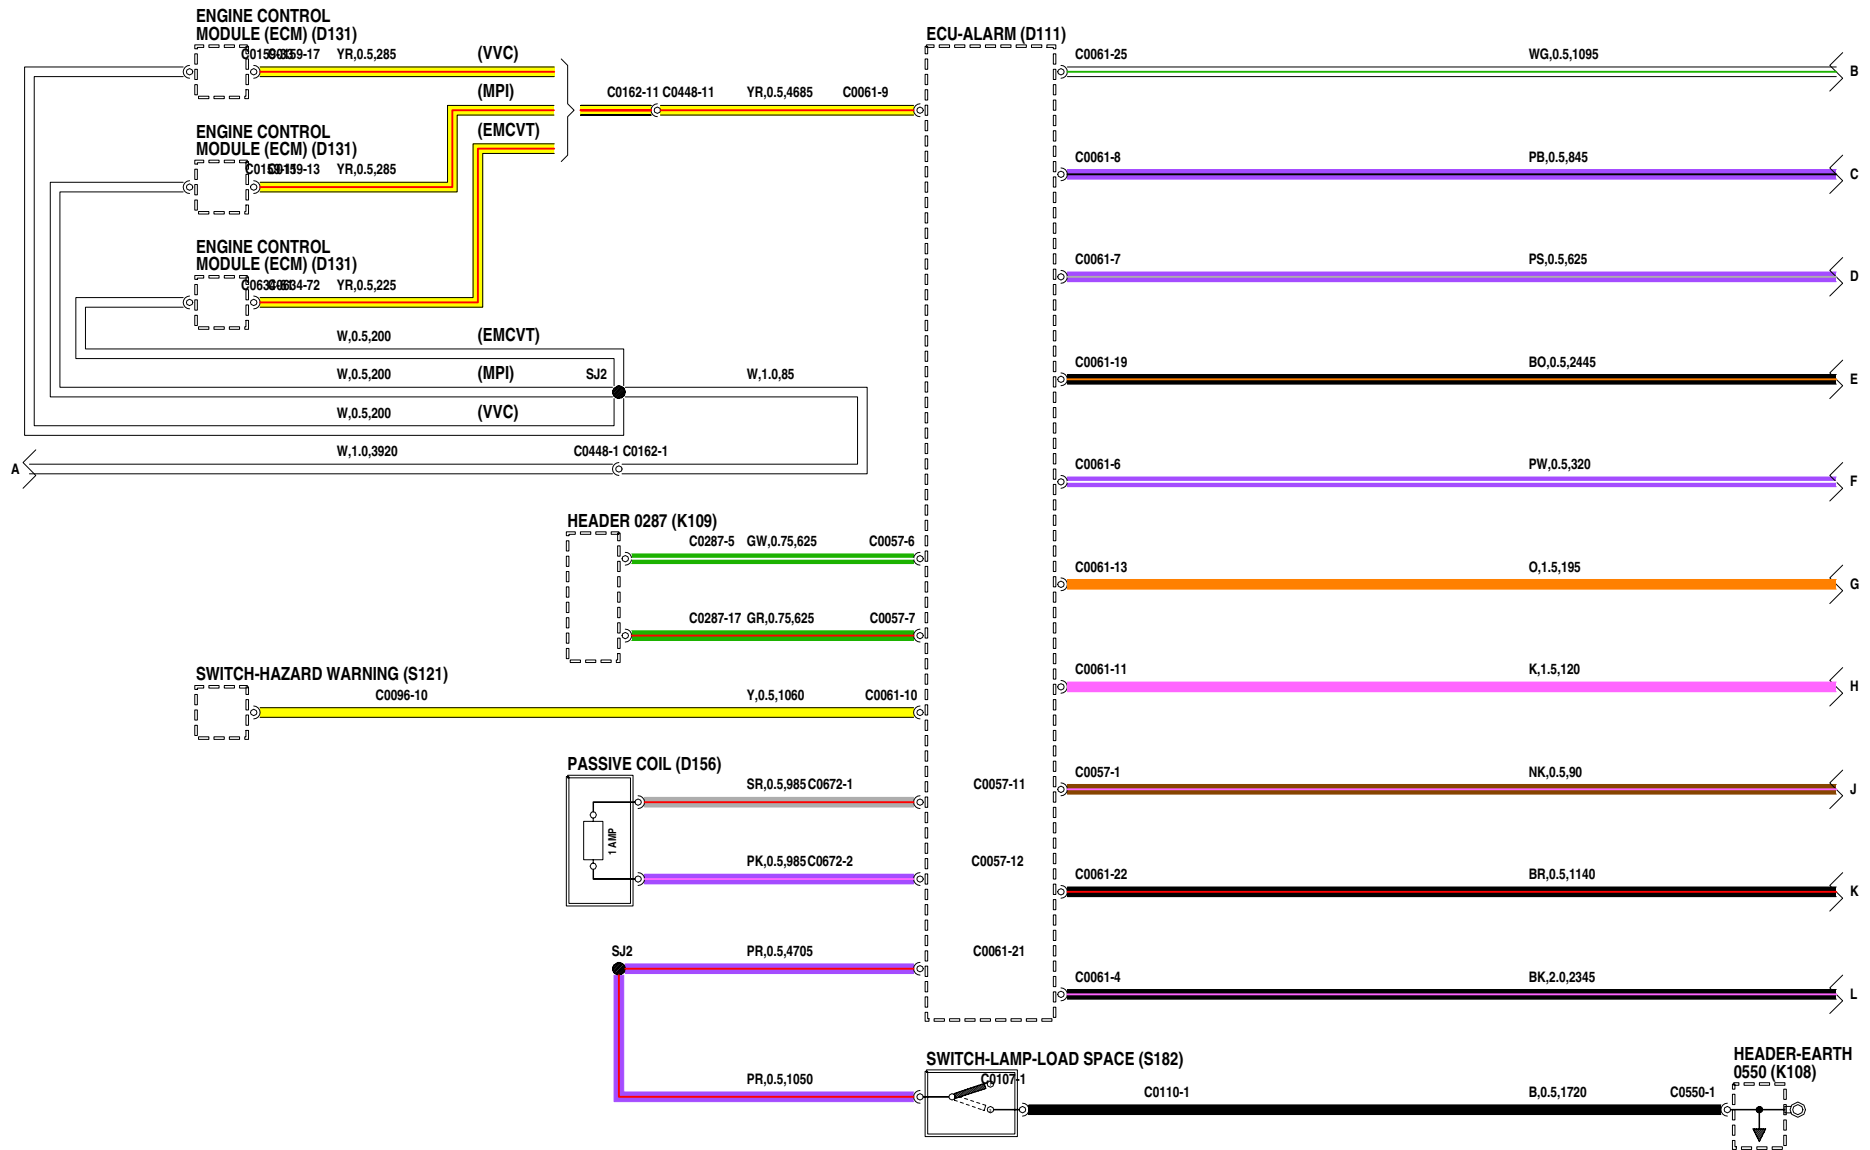 ENGINE CONTROL
MODULE (ECM) (D131)
C0159-17 YR,0.5,285 (VVC)
(MPI)
ENGINE CONTROL
MODULE (ECM) (D131)
C0159-13 YR,0.5,285
(EMCVT)
ENGINE CONTROL
MODULE (ECM) (D131)
C0634-72 YR,0.5,225
C0162-11 C0448-11 YR,0.5,4685 C0061-9
W,0.5,200 (EMCVT)
W,0.5,200 (MPI) SJ2 W,1.0,85
W,0.5,200 (VVC)
A W,1.0,3920 C0448-1 C0162-1
HEADER 0287 (K109)
C0287-5 GW,0.75,625 C0057-6
C0287-17 GR,0.75,625 C0057-7
SWITCH-HAZARD WARNING (S121)
C0096-10 Y,0.5,1060 C0061-10
PASSIVE COIL (D156)
1 AMP
SR,0.5,985 C0672-1 C0057-11
PK,0.5,985 C0672-2 C0057-12
SJ2 PR,0.5,4705 C0061-21
PR,0.5,1050
ECU-ALARM (D111)
C0061-25 WG,0.5,1095 B
C0061-8 PB,0.5,845 C
C0061-7 PS,0.5,625 D
C0061-19 BO,0.5,2445 E
C0061-6 PW,0.5,320 F
C0061-13 O,1.5,195 G
C0061-11 K,1.5,120 H
C0057-1 NK,0.5,90 J
C0061-22 BR,0.5,1140 K
C0061-4 BK,2.0,2345 L
SWITCH-LAMP-LOAD SPACE (S182)
C0107-1
C0110-1 B,0.5,1720 C0550-1
HEADER-EARTH
0550 (K108)